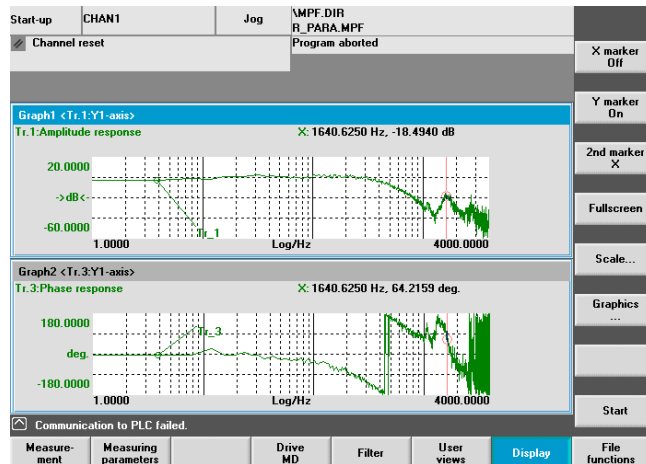 Start-up CHAN1 Jog \MPF.DIR
R_PARA.MPF
Channel reset Program aborted
X marker
Off
Y marker
On
Graph1 <Tr.1:Y1-axis>
Tr.1:Amplitude response X: 1640.6250 Hz, -18.4940 dB
2nd marker
X
20.0000
->dB<-
-60.0000
Tr_1
1.0000 Log/Hz 4000.0000
Fullscreen
Scale...
Graph2 <Tr.3:Y1-axis>
Tr.3:Phase response X: 1640.6250 Hz, 64.2159 deg.
Graphics
...
180.0000
Tr_3
deg.
-180.0000
1.0000 Log/Hz 4000.0000
Start
Communication to PLC failed.
Measure-
ment
Measuring
parameters
Drive
MD
Filter
User
views
Display
File
functions